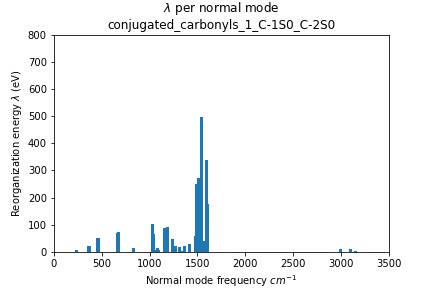 λ per normal mode
conjugated_carbonyls_1_C-1S0_C-2S0
800
700
600
500
400
300
200
100
0
Reorganization energy λ (eV)
0 500 1000 1500 2000 2500 3000 3500
Normal mode frequency cm⁻¹